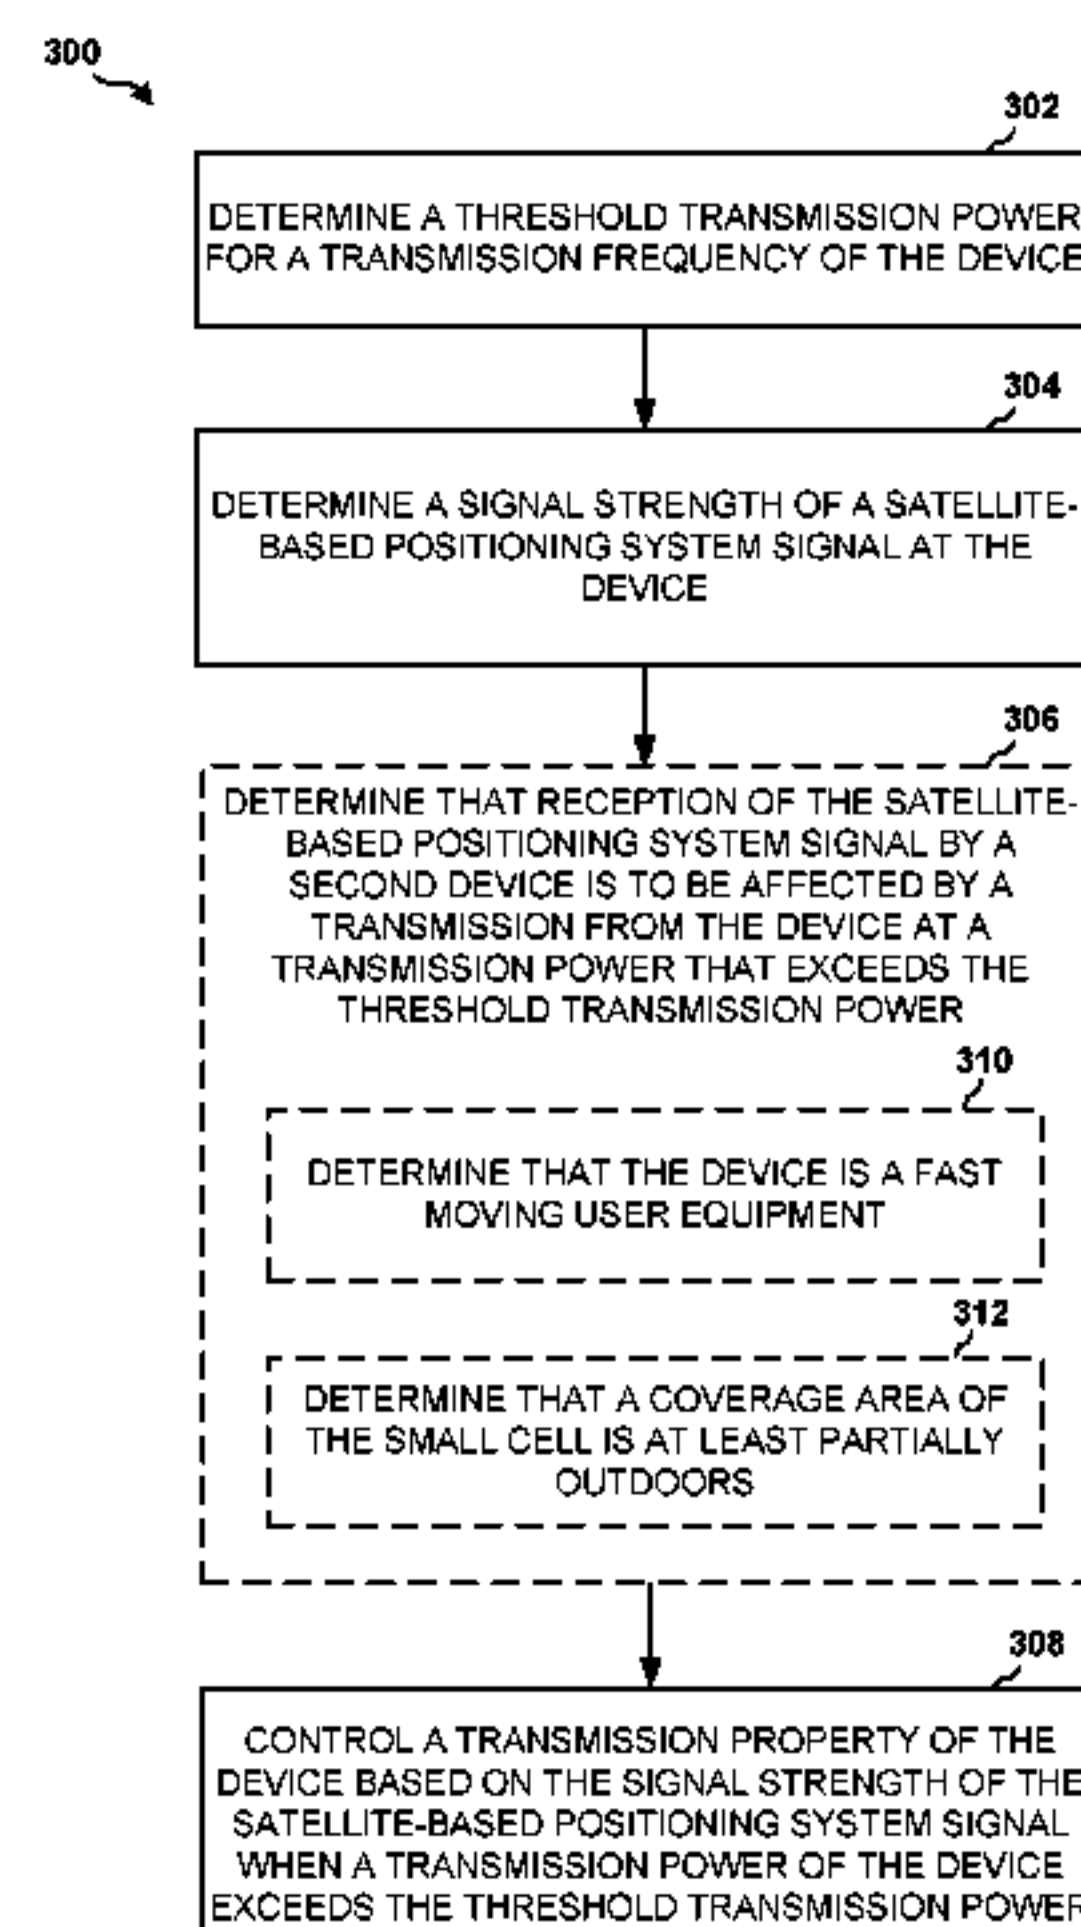 300
302
DETERMINE A THRESHOLD TRANSMISSION POWER
FOR A TRANSMISSION FREQUENCY OF THE DEVICE
304
DETERMINE A SIGNAL STRENGTH OF A SATELLITE-
BASED POSITIONING SYSTEM SIGNAL AT THE
DEVICE
306
DETERMINE THAT RECEPTION OF THE SATELLITE-
BASED POSITIONING SYSTEM SIGNAL BY A
SECOND DEVICE IS TO BE AFFECTED BY A
TRANSMISSION FROM THE DEVICE AT A
TRANSMISSION POWER THAT EXCEEDS THE
THRESHOLD TRANSMISSION POWER
310
DETERMINE THAT THE DEVICE IS A FAST
MOVING USER EQUIPMENT
312
DETERMINE THAT A COVERAGE AREA OF
THE SMALL CELL IS AT LEAST PARTIALLY
OUTDOORS
308
CONTROL A TRANSMISSION PROPERTY OF THE
DEVICE BASED ON THE SIGNAL STRENGTH OF THE
SATELLITE-BASED POSITIONING SYSTEM SIGNAL
WHEN A TRANSMISSION POWER OF THE DEVICE
EXCEEDS THE THRESHOLD TRANSMISSION POWER